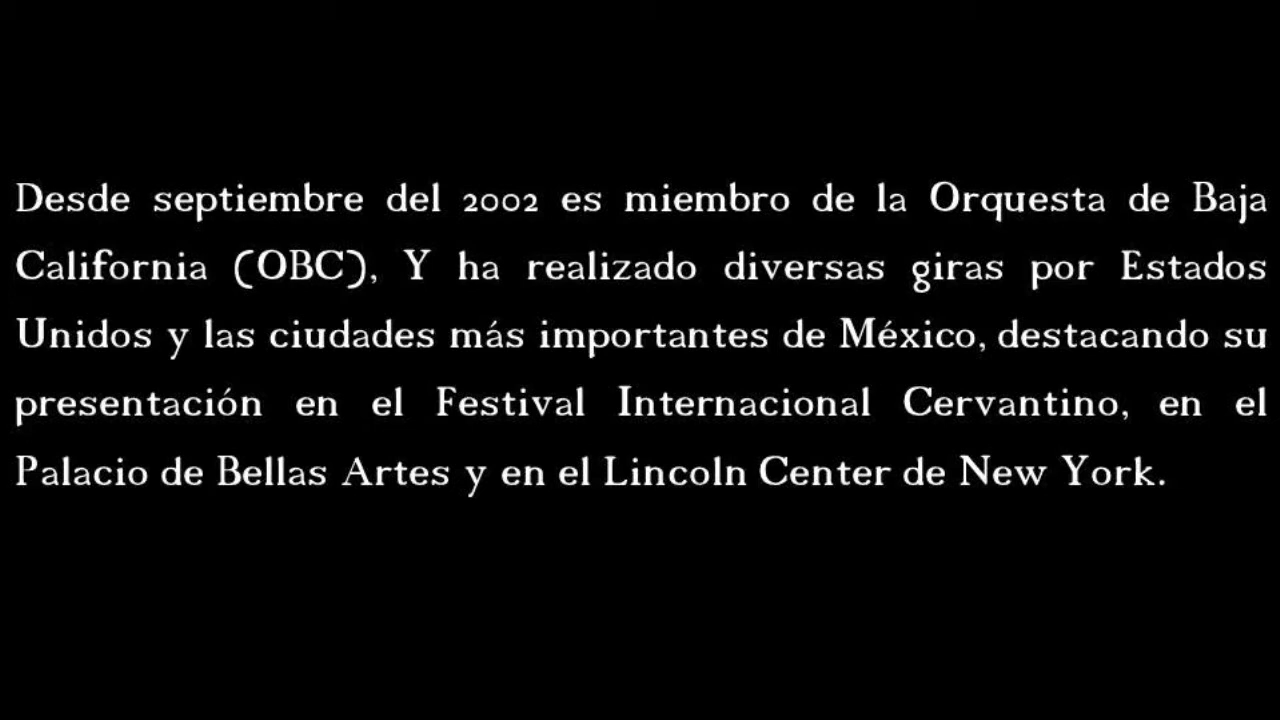 Desde septiembre del 2002 es miembro de la Orquesta de Baja
California (OBC), Y ha realizado diversas giras por Estados
Unidos y las ciudades más importantes de México, destacando su
presentación en el Festival Internacional Cervantino, en el
Palacio de Bellas Artes y en el Lincoln Center de New York.